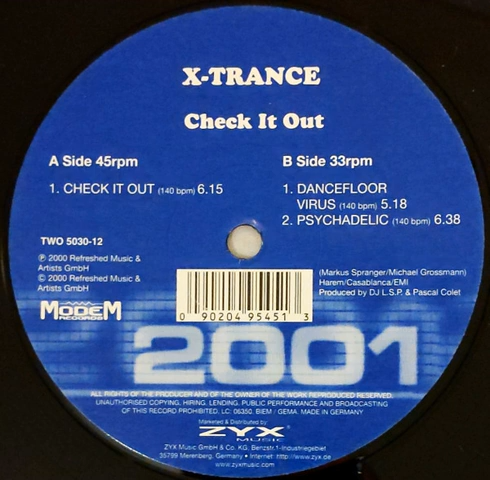 X-TRANCE
Check It Out
A Side 45rpm
1. CHECK IT OUT (140 bpm) 6.15
B Side 33rpm
1. DANCEFLOOR
VIRUS (140 bpm) 5.18
2. PSYCHADELIC (140 bpm) 6.38
TWO 5030-12
℗ 2000 Refreshed Music &
Artists GmbH
© 2000 Refreshed Music &
Artists GmbH
MODEM
RECORDS
0 90204 95451 3
(Markus Spranger/Michael Grossmann)
Harem/Casablanca/EMI
Produced by DJ L.S.P. & Pascal Colet
2001
ALL RIGHTS OF THE PRODUCER AND OF THE OWNER OF THE WORK REPRODUCED RESERVED.
UNAUTHORISED COPYING, HIRING, LENDING, PUBLIC PERFORMANCE AND BROADCASTING
OF THIS RECORD PROHIBITED. LC: 06350. BIEM / GEMA. MADE IN GERMANY
Marketed & Distributed by
ZYX
MUSIC
ZYX Music GmbH & Co. KG; Benzstr.1-Industriegebiet
35799 Merenberg, Germany • Internet: http://www.zyx.de
www.zyxmusic.com